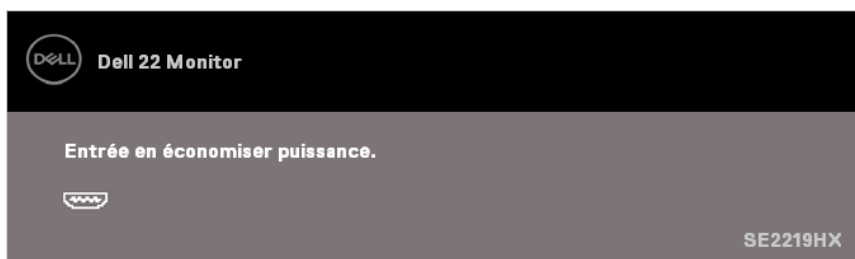 DELL
Dell 22 Monitor
Entrée en économiser puissance.
SE2219HX